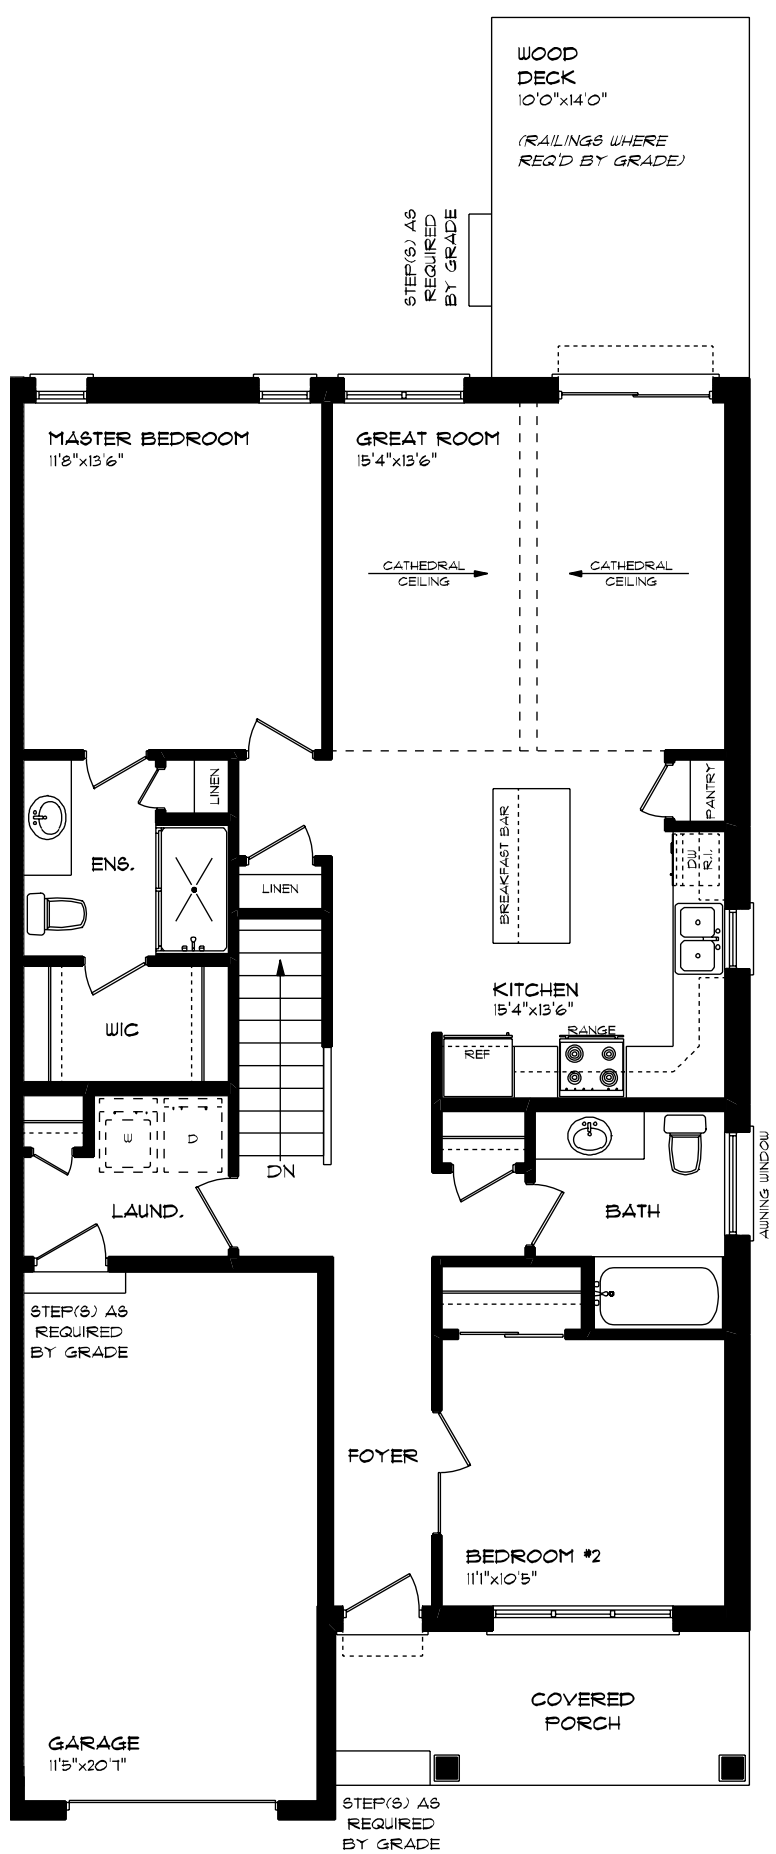 WOOD
DECK
10'0"x14'0"
(RAILINGS WHERE
REQ'D BY GRADE)
STEP(S) AS
REQUIRED
BY GRADE
MASTER BEDROOM
11'8"x13'6"
GREAT ROOM
15'4"x13'6"
CATHEDRAL
CEILING
CATHEDRAL
CEILING
LINEN
PANTRY
ENS.
LINEN
BREAKFAST BAR
DW
R.I.
KITCHEN
15'4"x13'6"
WIC
REF
RANGE
W
D
DN
LAUND.
BATH
AWNING WINDOW
STEP(S) AS
REQUIRED
BY GRADE
FOYER
BEDROOM #2
11'1"x10'5"
COVERED
PORCH
GARAGE
11'5"x20'7"
STEP(S) AS
REQUIRED
BY GRADE